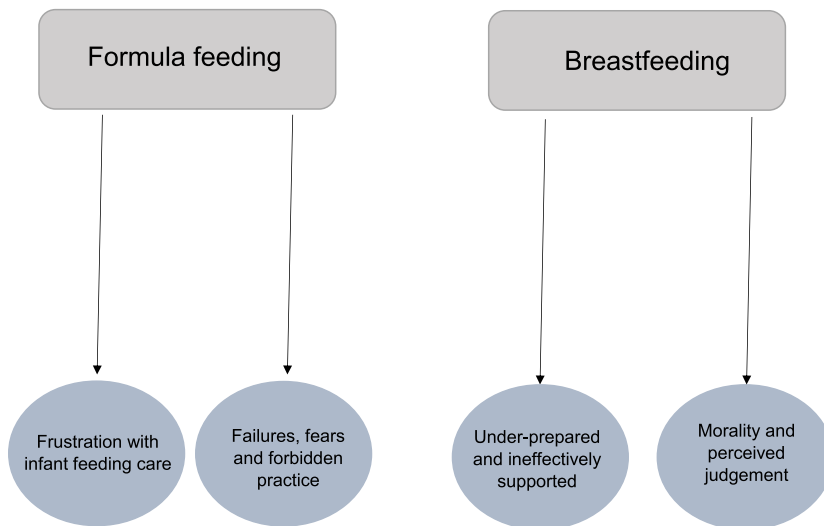 Formula feeding
Breastfeeding
Frustration with
infant feeding care
Failures, fears
and forbidden
practice
Under-prepared
and ineffectively
supported
Morality and
perceived
judgement